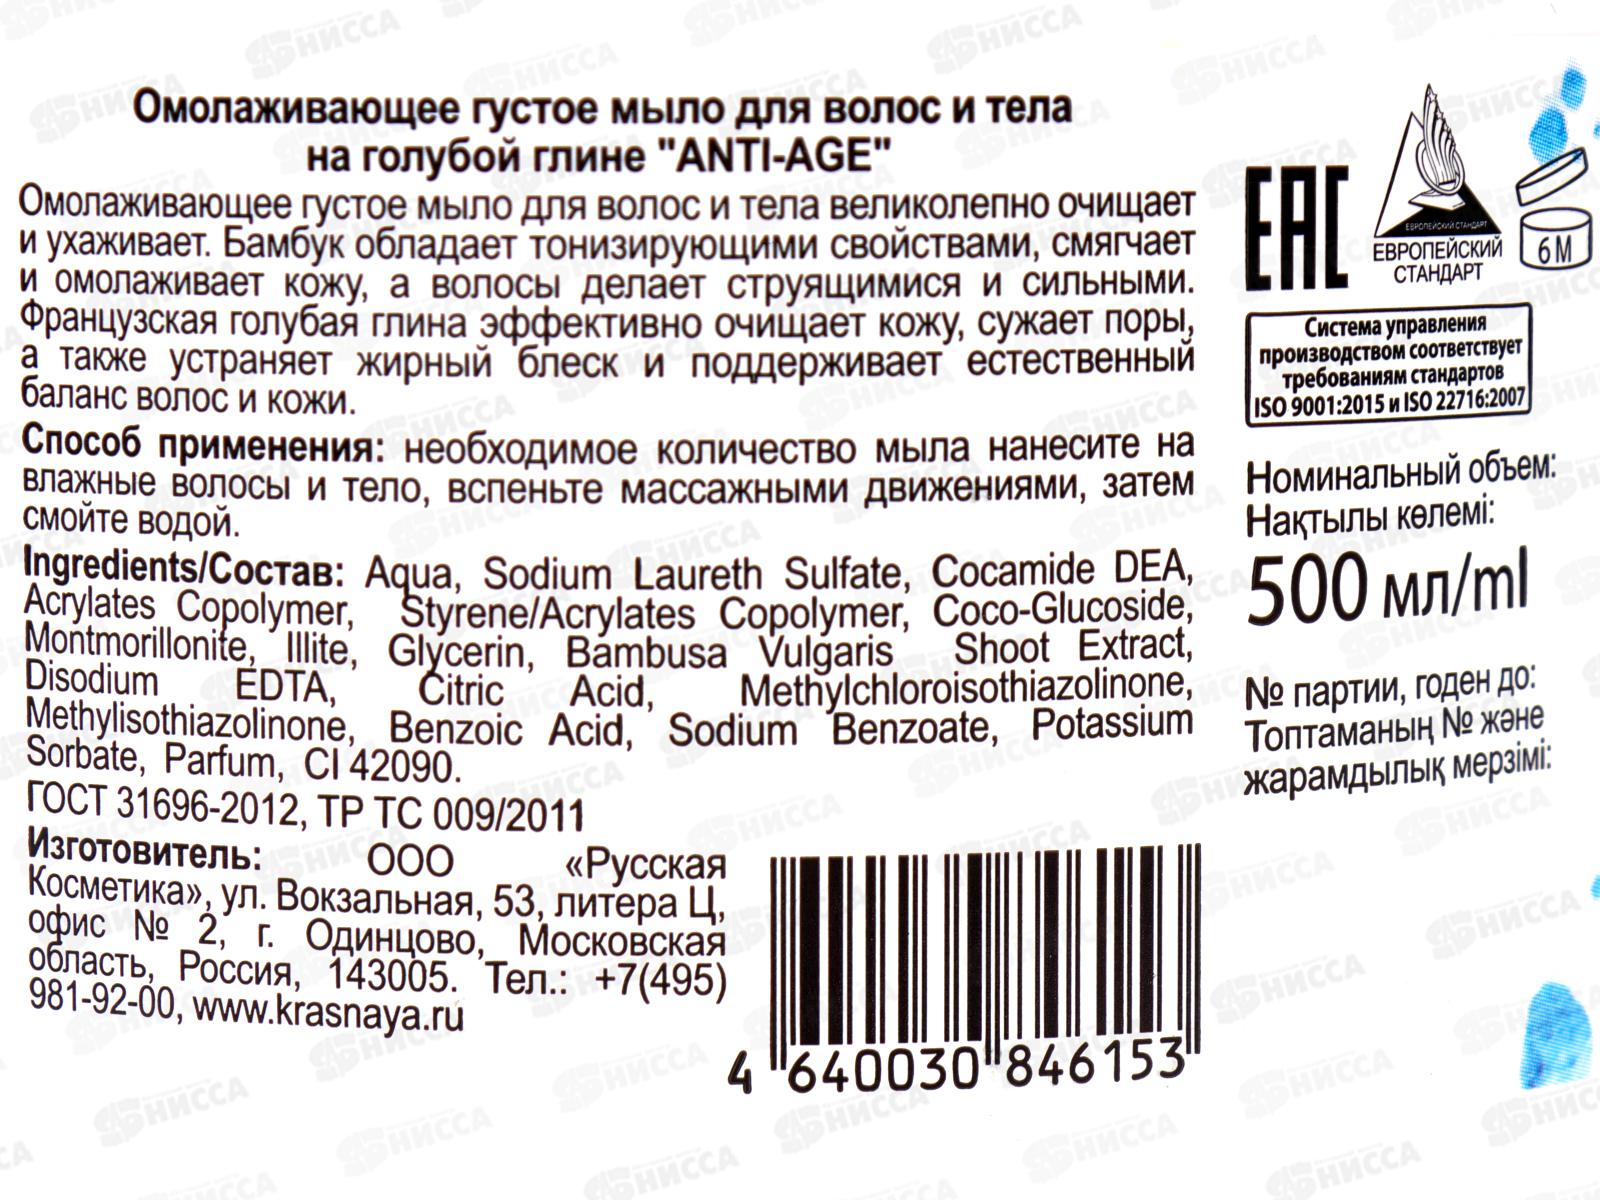 Омолаживающее густое мыло для волос и тела
на голубой глине "ANTI-AGE"
Омолаживающее густое мыло для волос и тела великолепно очищает
и ухаживает. Бамбук обладает тонизирующими свойствами, смягчает
и омолаживает кожу, а волосы делает струящимися и сильными.
Французская голубая глина эффективно очищает кожу, сужает поры,
а также устраняет жирный блеск и поддерживает естественный
баланс волос и кожи.
Способ применения: необходимое количество мыла нанесите на
влажные волосы и тело, вспеньте массажными движениями, затем
смойте водой.
Ingredients/Состав: Aqua, Sodium Laureth Sulfate, Cocamide DEA,
Acrylates Copolymer, Styrene/Acrylates Copolymer, Coco-Glucoside,
Montmorillonite, Illite, Glycerin, Bambusa Vulgaris Shoot Extract,
Disodium EDTA, Citric Acid, Methylchloroisothiazolinone,
Methylisothiazolinone, Benzoic Acid, Sodium Benzoate, Potassium
Sorbate, Parfum, CI 42090.
ГОСТ 31696-2012, ТР ТС 009/2011
Изготовитель: ООО «Русская
Косметика», ул. Вокзальная, 53, литера Ц,
офис № 2, г. Одинцово, Московская
область, Россия, 143005. Тел.: +7(495)
981-92-00, www.krasnaya.ru
4 640030 846153
ЕАС
ЕВРОПЕЙСКИЙ СТАНДАРТ
ЕВРОПЕЙСКИЙ
СТАНДАРТ
6 M
Система управления
производством соответствует
требованиям стандартов
ISO 9001:2015 и ISO 22716:2007
Номинальный объем:
Нақтылы көлемі:
500 мл/ml
№ партии, годен до:
Топтаманың № және
жарамдылық мерзімі:
АБНИССА